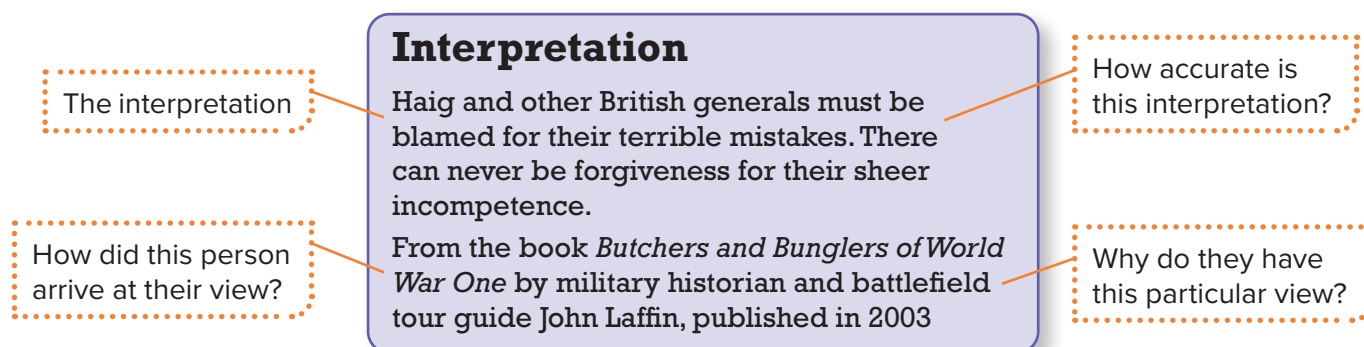 Interpretation
The interpretation
Haig and other British generals must be
blamed for their terrible mistakes. There
can never be forgiveness for their sheer
incompetence.
How accurate is
this interpretation?
How did this person
arrive at their view?
From the book Butchers and Bunglers of World
War One by military historian and battlefield
tour guide John Laffin, published in 2003
Why do they have
this particular view?